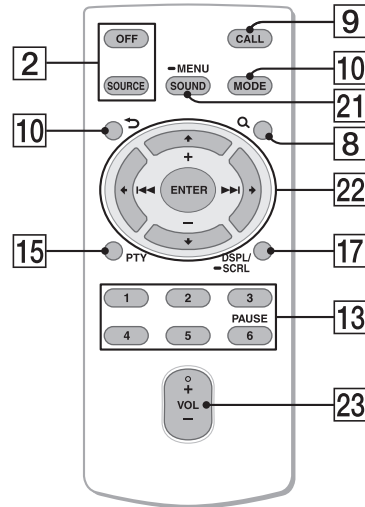 OFF
CALL
9
2
MENU
10
SOURCE
SOUND
MODE
21
10
8
+
ENTER
22
−
15
PTY
DSPL/
SCRL
17
1
2
3
13
PAUSE
4
5
6
+
VOL
23
−